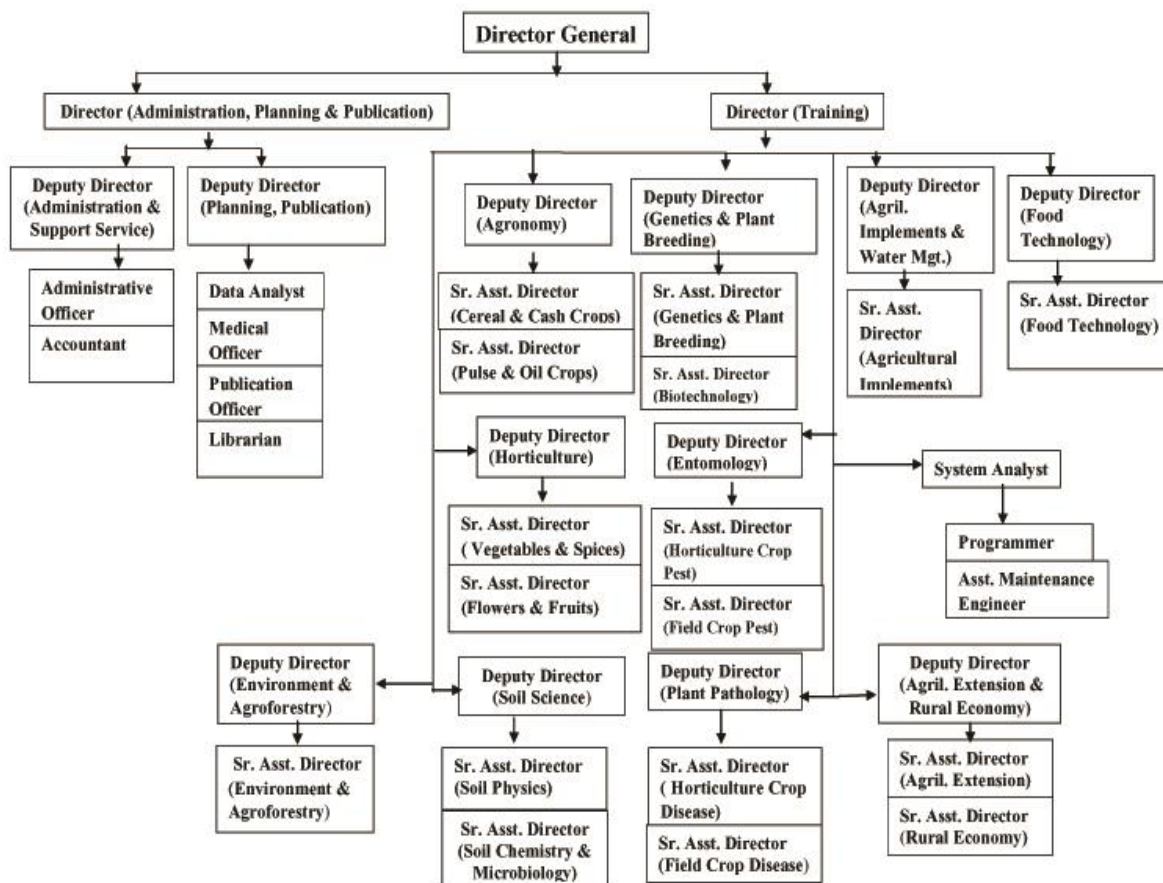 Director General
Director (Administration, Planning & Publication)
Director (Training)
Deputy Director
(Administration &
Support Service)
Deputy Director
(Planning, Publication)
Deputy Director
(Agronomy)
Deputy Director
(Genetics & Plant
Breeding)
Deputy Director
(Agril.
Implements &
Water Mgt.)
Deputy Director
(Food
Technology)
Administrative
Officer
Accountant
Data Analyst
Medical
Officer
Publication
Officer
Librarian
Sr. Asst. Director
(Cereal & Cash Crops)
Sr. Asst. Director
(Pulse & Oil Crops)
Sr. Asst. Director
(Genetics & Plant
Breeding)
Sr. Asst. Director
(Biotechnology)
Sr. Asst.
Director
(Agricultural
Implements)
Sr. Asst. Director
(Food Technology)
Deputy Director
(Horticulture)
Deputy Director
(Entomology)
System Analyst
Sr. Asst. Director
( Vegetables & Spices)
Sr. Asst. Director
(Flowers & Fruits)
Sr. Asst. Director
(Horticulture Crop
Pest)
Sr. Asst. Director
(Field Crop Pest)
Programmer
Asst. Maintenance
Engineer
Deputy Director
(Environment &
Agroforestry)
Deputy Director
(Soil Science)
Deputy Director
(Plant Pathology)
Deputy Director
(Agril. Extension &
Rural Economy)
Sr. Asst. Director
(Environment &
Agroforestry)
Sr. Asst. Director
(Soil Physics)
Sr. Asst. Director
(Soil Chemistry &
Microbiology)
Sr. Asst. Director
( Horticulture Crop
Disease)
Sr. Asst. Director
(Field Crop Disease)
Sr. Asst. Director
(Agril. Extension)
Sr. Asst. Director
(Rural Economy)